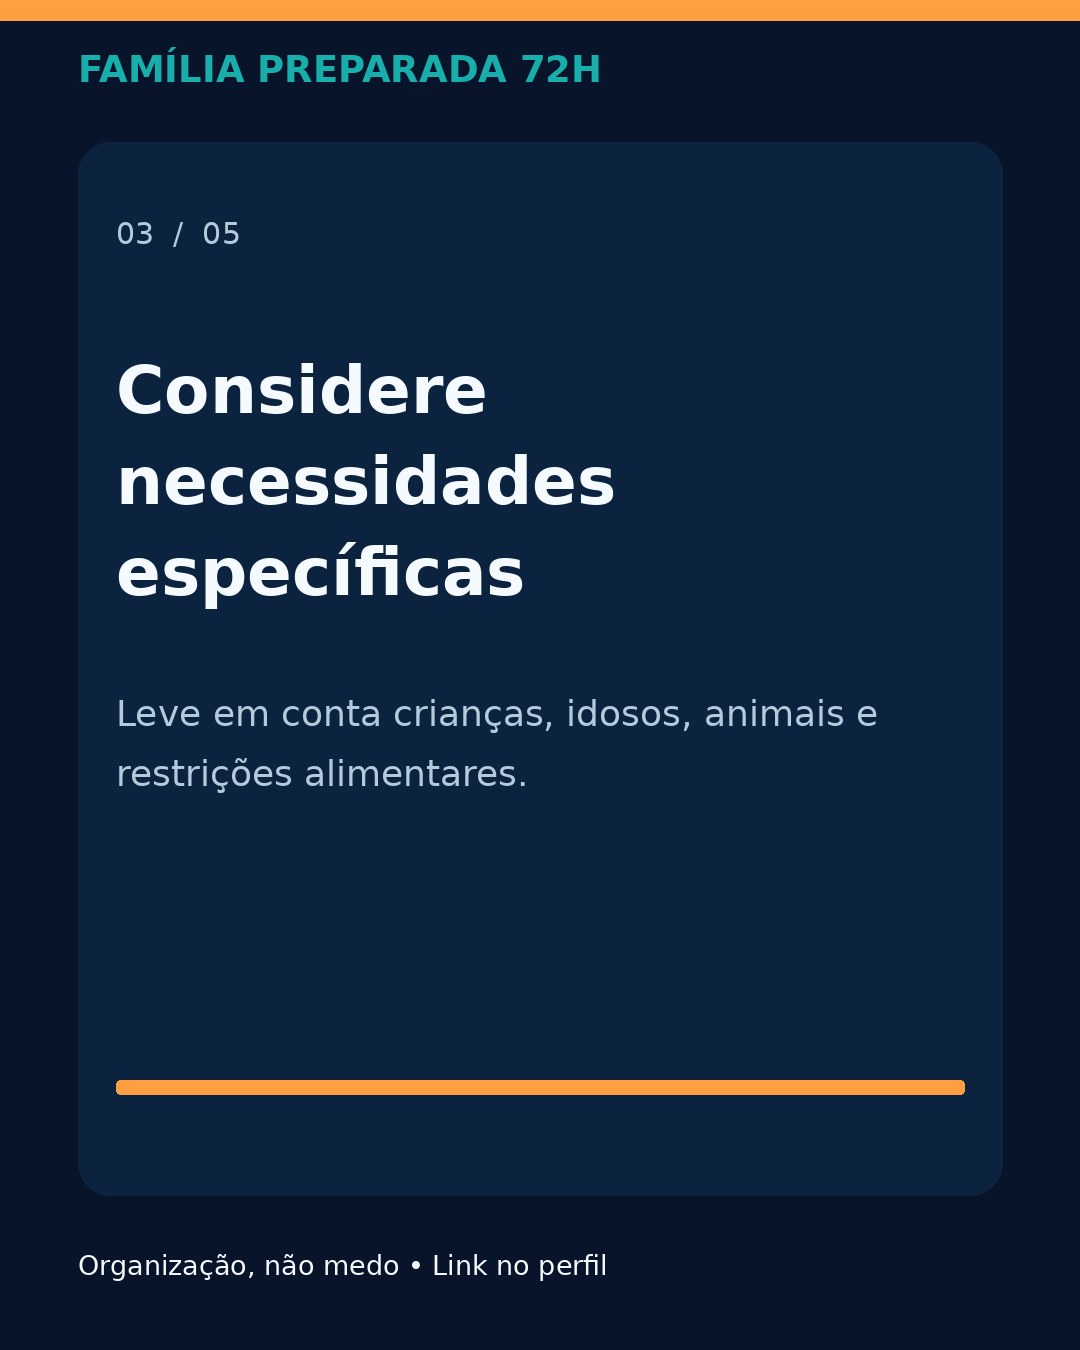 FAMÍLIA PREPARADA 72H
03 / 05
Considere
necessidades
específicas
Leve em conta crianças, idosos, animais e
restrições alimentares.
Organização, não medo • Link no perfil